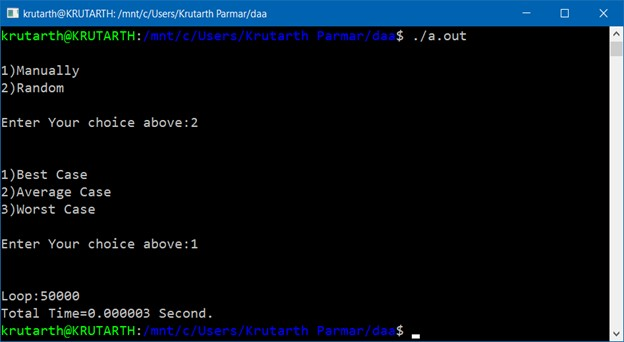 krutarth@KRUTARTH: /mnt/c/Users/Krutarth Parmar/daa
krutarth@KRUTARTH:/mnt/c/Users/Krutarth Parmar/daa$ ./a.out
1)Manually
2)Random
Enter Your choice above:2
1)Best Case
2)Average Case
3)Worst Case
Enter Your choice above:1
Loop:50000
Total Time=0.000003 Second.
krutarth@KRUTARTH:/mnt/c/Users/Krutarth Parmar/daa$